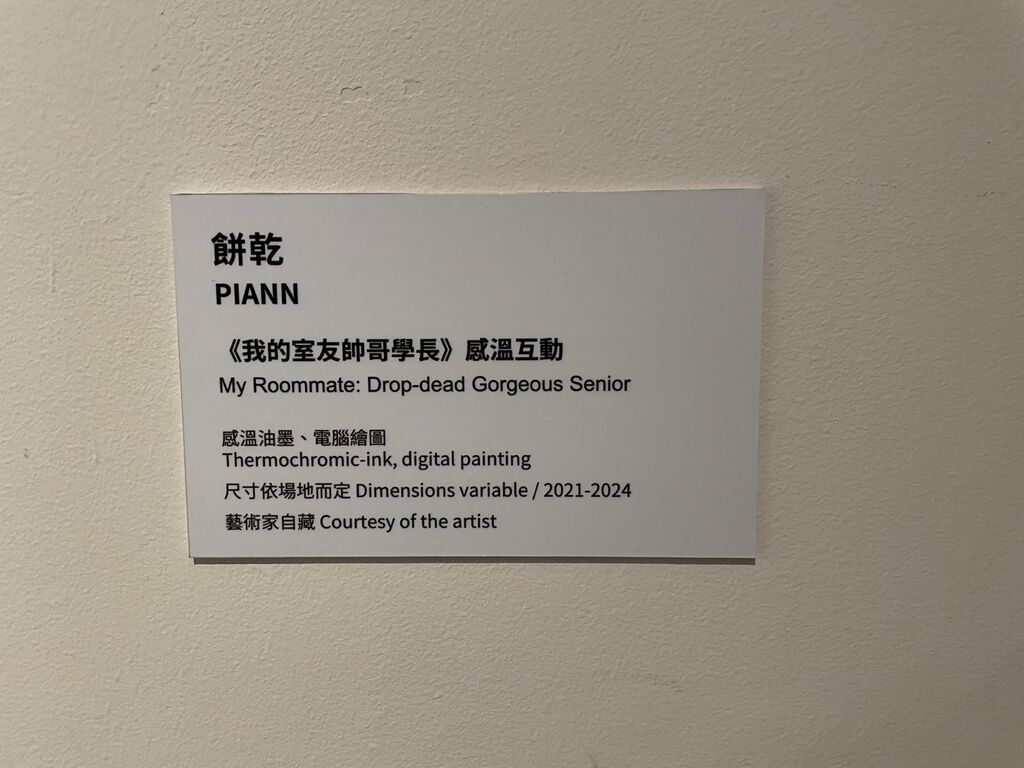 餅乾
PIANN
《我的室友帥哥學長》感溫互動
My Roommate: Drop-dead Gorgeous Senior
感溫油墨、電腦繪圖
Thermochromic-ink, digital painting
尺寸依場地而定 Dimensions variable / 2021-2024
藝術家自藏 Courtesy of the artist